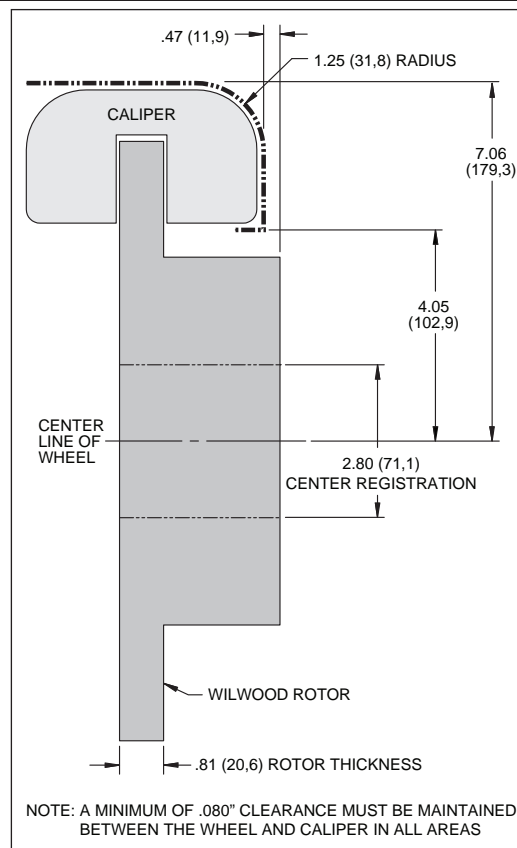 .47 (11,9)
1.25 (31,8) RADIUS
CALIPER
7.06
(179,3)
4.05
(102,9)
CENTER
LINE OF
WHEEL
2.80 (71,1)
CENTER REGISTRATION
WILWOOD ROTOR
.81 (20,6) ROTOR THICKNESS
NOTE: A MINIMUM OF .080" CLEARANCE MUST BE MAINTAINED
BETWEEN THE WHEEL AND CALIPER IN ALL AREAS